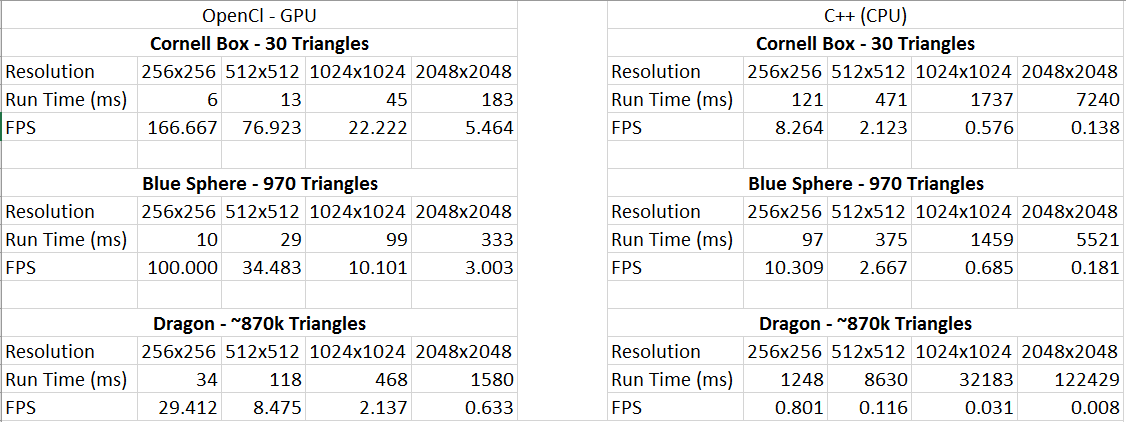 OpenCl - GPU C++ (CPU)
Cornell Box - 30 Triangles Cornell Box - 30 Triangles
Resolution 256x256 512x512 1024x1024 2048x2048 Resolution 256x256 512x512 1024x1024 2048x2048
Run Time (ms) 6 13 45 183 Run Time (ms) 121 471 1737 7240
FPS 166.667 76.923 22.222 5.464 FPS 8.264 2.123 0.576 0.138
Blue Sphere - 970 Triangles Blue Sphere - 970 Triangles
Resolution 256x256 512x512 1024x1024 2048x2048 Resolution 256x256 512x512 1024x1024 2048x2048
Run Time (ms) 10 29 99 333 Run Time (ms) 97 375 1459 5521
FPS 100.000 34.483 10.101 3.003 FPS 10.309 2.667 0.685 0.181
Dragon - ~870k Triangles Dragon - ~870k Triangles
Resolution 256x256 512x512 1024x1024 2048x2048 Resolution 256x256 512x512 1024x1024 2048x2048
Run Time (ms) 34 118 468 1580 Run Time (ms) 1248 8630 32183 122429
FPS 29.412 8.475 2.137 0.633 FPS 0.801 0.116 0.031 0.008